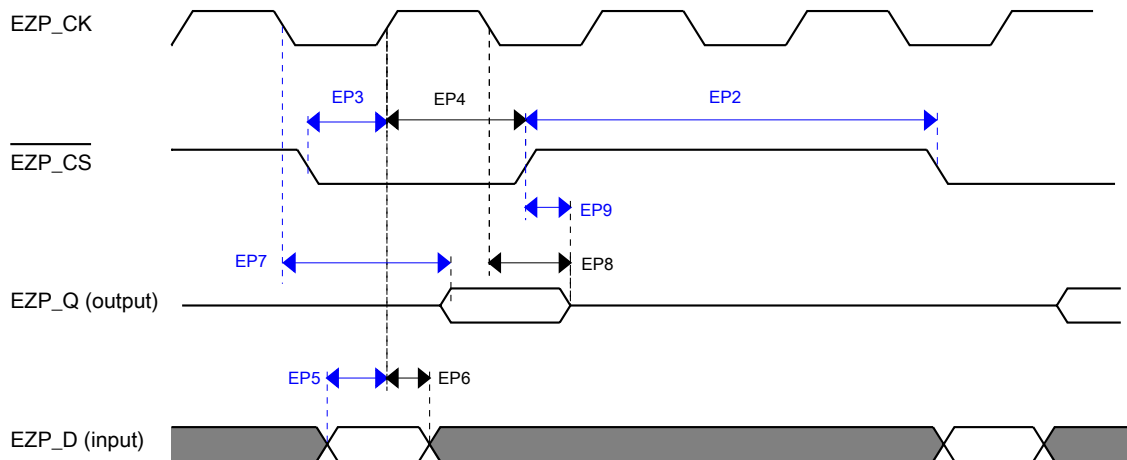 EZP_CK
EP3
EP4
EP2
EZP_CS
EP9
EP7
EP8
EZP_Q (output)
EP5
EP6
EZP_D (input)